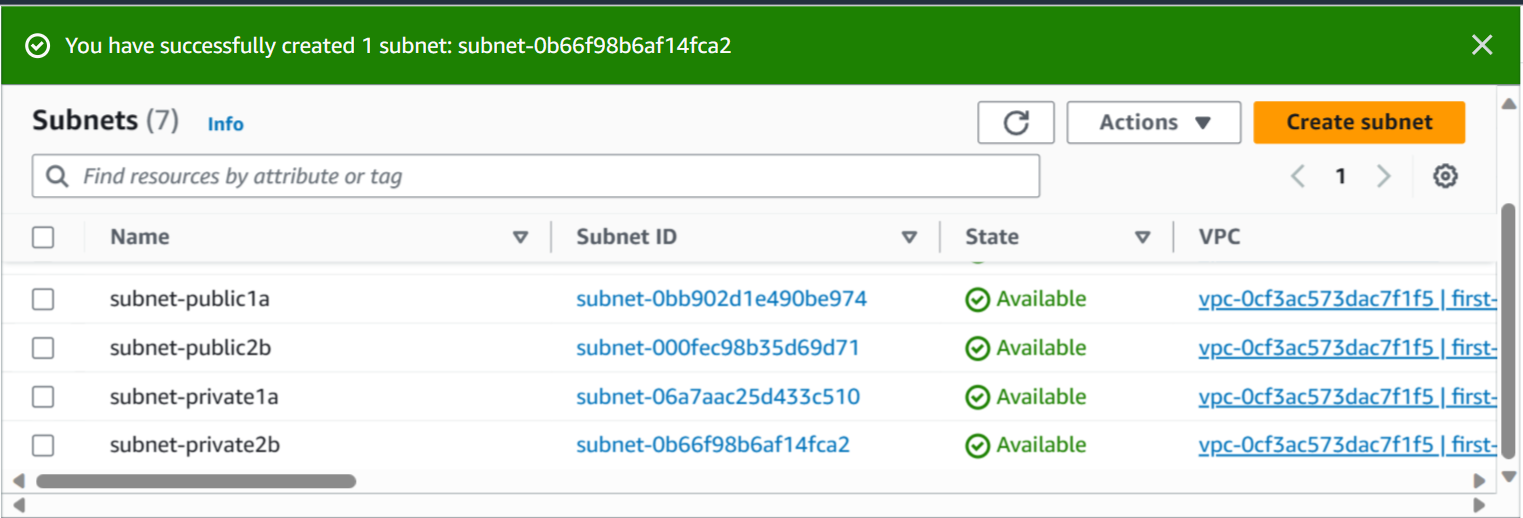 You have successfully created 1 subnet: subnet-0b66f98b6af14fca2
Subnets (7) Info Actions Create subnet
Find resources by attribute or tag 1
Name Subnet ID State VPC
subnet-public1a subnet-0bb902d1e490be974 Available vpc-0cf3ac573dac7f1f5 | first-
subnet-public2b subnet-000fec98b35d69d71 Available vpc-0cf3ac573dac7f1f5 | first-
subnet-private1a subnet-06a7aac25d433c510 Available vpc-0cf3ac573dac7f1f5 | first-
subnet-private2b subnet-0b66f98b6af14fca2 Available vpc-0cf3ac573dac7f1f5 | first-